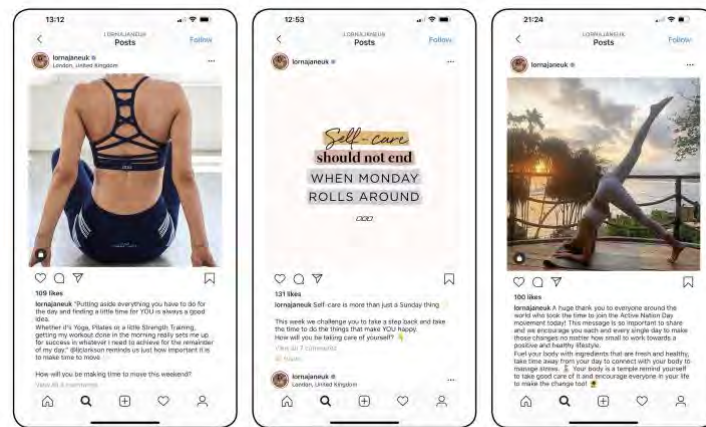 13:12
LORNAJANEUK
Posts
Follow
lornajaneuk
London, United Kingdom
109 likes
lornajaneuk "Putting aside everything you have to do for
the day and finding a little time for YOU is always a good
idea.
Whether it's Yoga, Pilates or a little Strength Training,
getting my workout done in the morning really sets me up
for success in whatever I need to achieve for the remainder
of my day." reminds us just how important it is
to make time to move
How will you be making time to move this weekend?
View all 3 comments
12:53
LORNAJANEUK
Posts
Follow
lornajaneuk
Self-care
should not end
WHEN MONDAY
ROLLS AROUND
131 likes
lornajaneuk Self-care is more than just a Sunday thing
This week we challenge you to take a step back and take
the time to do the things that make YOU happy.
How will you be taking care of yourself? 👇
View all 7 comments
lornajaneuk
London, United Kingdom
21:24
LORNAJANEUK
Posts
Follow
lornajaneuk
100 likes
lornajaneuk A huge thank you to everyone around the
world who took the time to join the Active Nation Day
movement today! This message is so important to share
and we encourage you each and every single day to make
those changes no matter how small to work towards a
positive and healthy lifestyle.
Fuel your body with ingredients that are fresh and healthy,
take time away from your day to connect with your body to
manage stress. Your body is a temple remind yourself
to take good care of it and encourage everyone in your life
to make the change too!